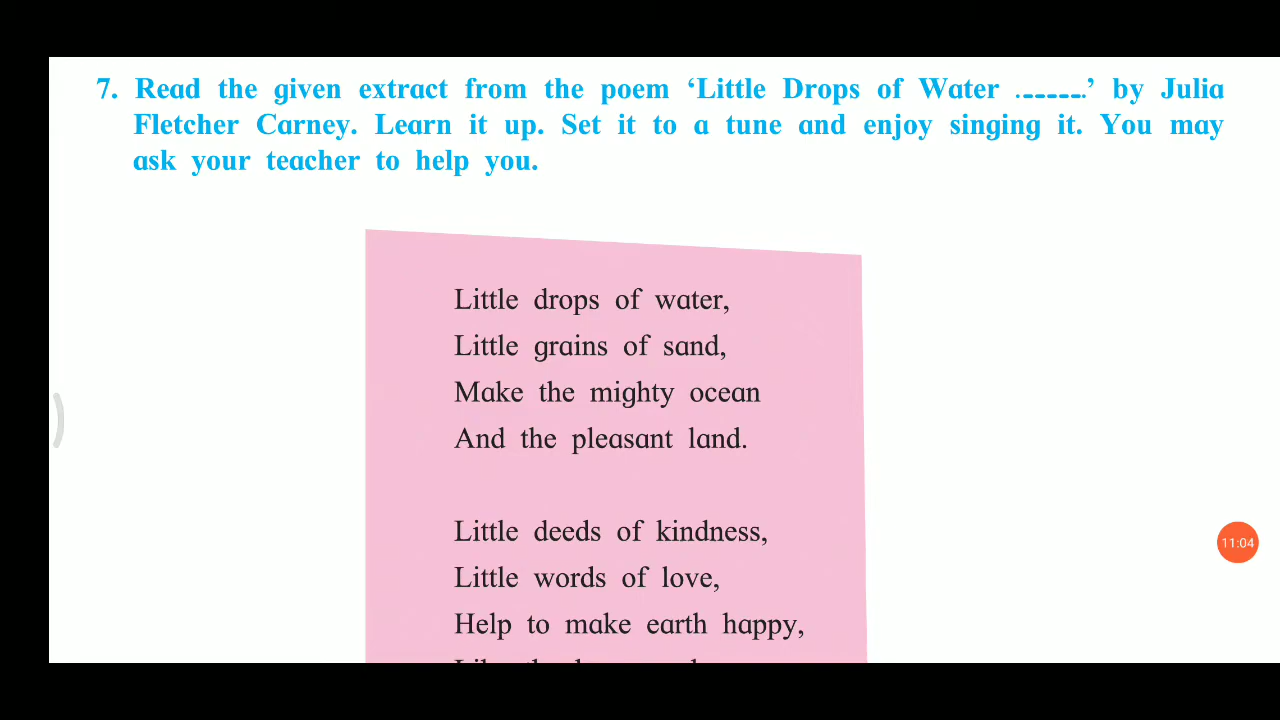 7. Read the given extract from the poem ‘Little Drops of Water .......’ by Julia
Fletcher Carney. Learn it up. Set it to a tune and enjoy singing it. You may
ask your teacher to help you.
Little drops of water,
Little grains of sand,
Make the mighty ocean
And the pleasant land.
Little deeds of kindness,
Little words of love,
Help to make earth happy,
11:04